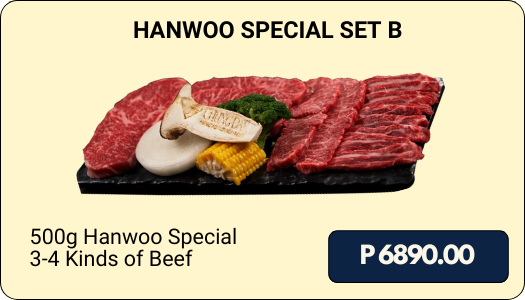 HANWOO SPECIAL SET B
500g Hanwoo Special
3-4 Kinds of Beef
P 6890.00